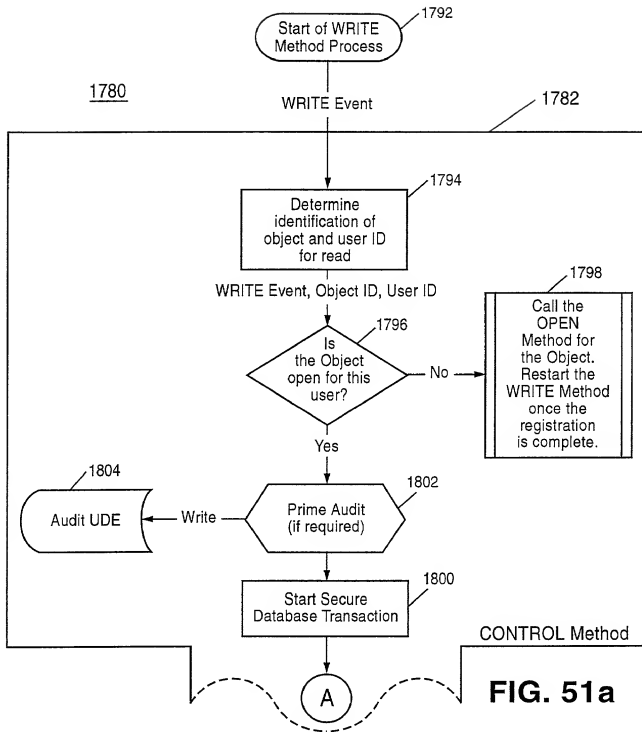 1792
Start of WRITE
Method Process
1780
WRITE Event
1782
1794
Determine
identification of
object and user ID
for read
WRITE Event, Object ID, User ID
1796
Is
the Object
open for this
user?
No
1798
Call the
OPEN
Method for
the Object.
Restart the
WRITE Method
once the
registration
is complete.
Yes
1804
Audit UDE
Write
1802
Prime Audit
(if required)
1800
Start Secure
Database Transaction
CONTROL Method
A
FIG. 51a